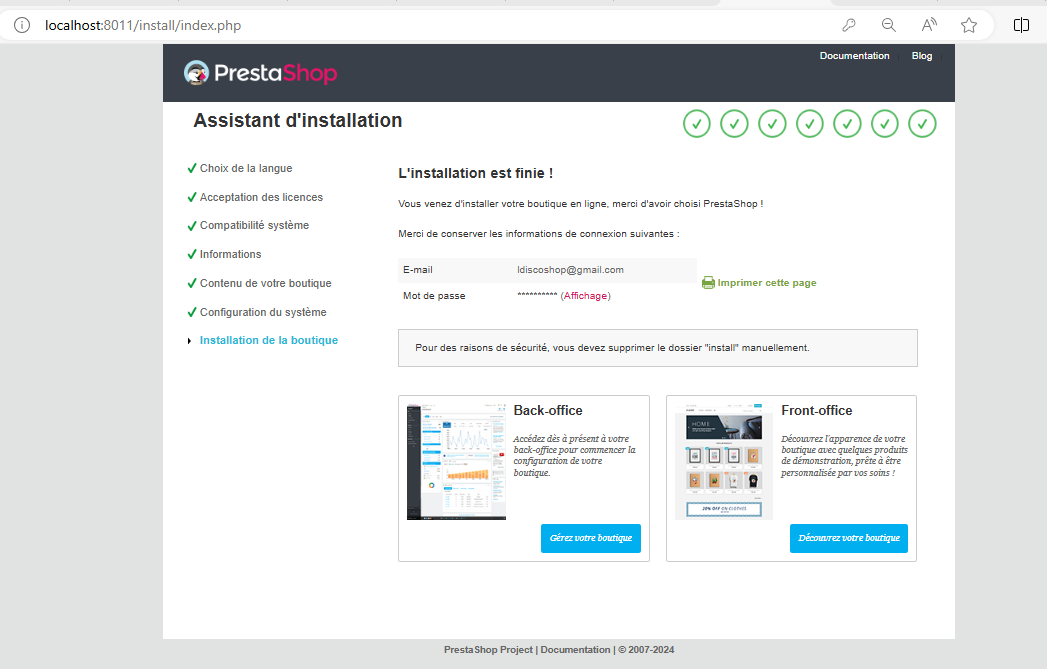 localhost:8011/install/index.php
PrestaShop
Documentation
Blog
Assistant d'installation
Choix de la langue
Acceptation des licences
Compatibilité système
Informations
Contenu de votre boutique
Configuration du système
Installation de la boutique
L'installation est finie !
Vous venez d'installer votre boutique en ligne, merci d'avoir choisi PrestaShop !
Merci de conserver les informations de connexion suivantes :
E-mail ldiscoshop@gmail.com
Mot de passe ********** (Affichage)
Imprimer cette page
Pour des raisons de sécurité, vous devez supprimer le dossier "install" manuellement.
Back-office
Accédez dès à présent à votre
back-office pour commencer la
configuration de votre
boutique.
Gérez votre boutique
Front-office
HOME
20% OFF ON CLOTHES
Découvrez l'apparence de votre
boutique avec quelques produits
de démonstration, prête à être
personnalisée par vos soins !
Découvrez votre boutique
PrestaShop Project | Documentation | © 2007-2024